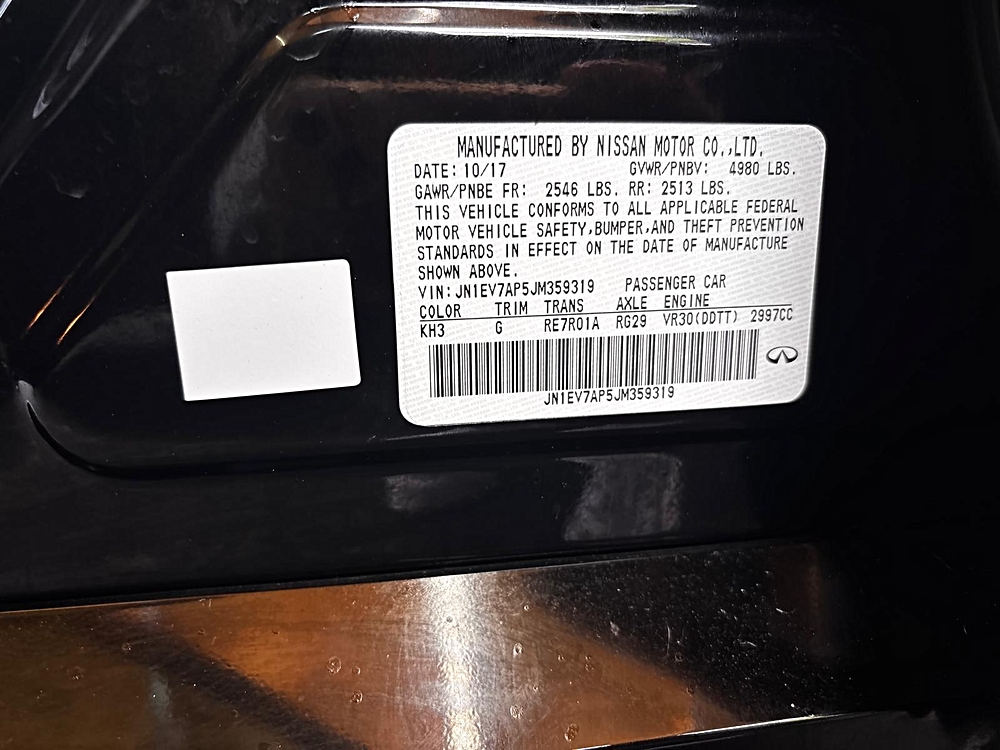 MANUFACTURED BY NISSAN MOTOR CO.,LTD.
DATE: 10/17 GVWR/PNBV: 4980 LBS.
GAWR/PNBE FR: 2546 LBS. RR: 2513 LBS.
THIS VEHICLE CONFORMS TO ALL APPLICABLE FEDERAL
MOTOR VEHICLE SAFETY,BUMPER,AND THEFT PREVENTION
STANDARDS IN EFFECT ON THE DATE OF MANUFACTURE
SHOWN ABOVE.
VIN:JN1EV7AP5JM359319 PASSENGER CAR
COLOR TRIM TRANS AXLE ENGINE
KH3 G RE7R01A RG29 VR30(DDTT) 2997CC
JN1EV7AP5JM359319